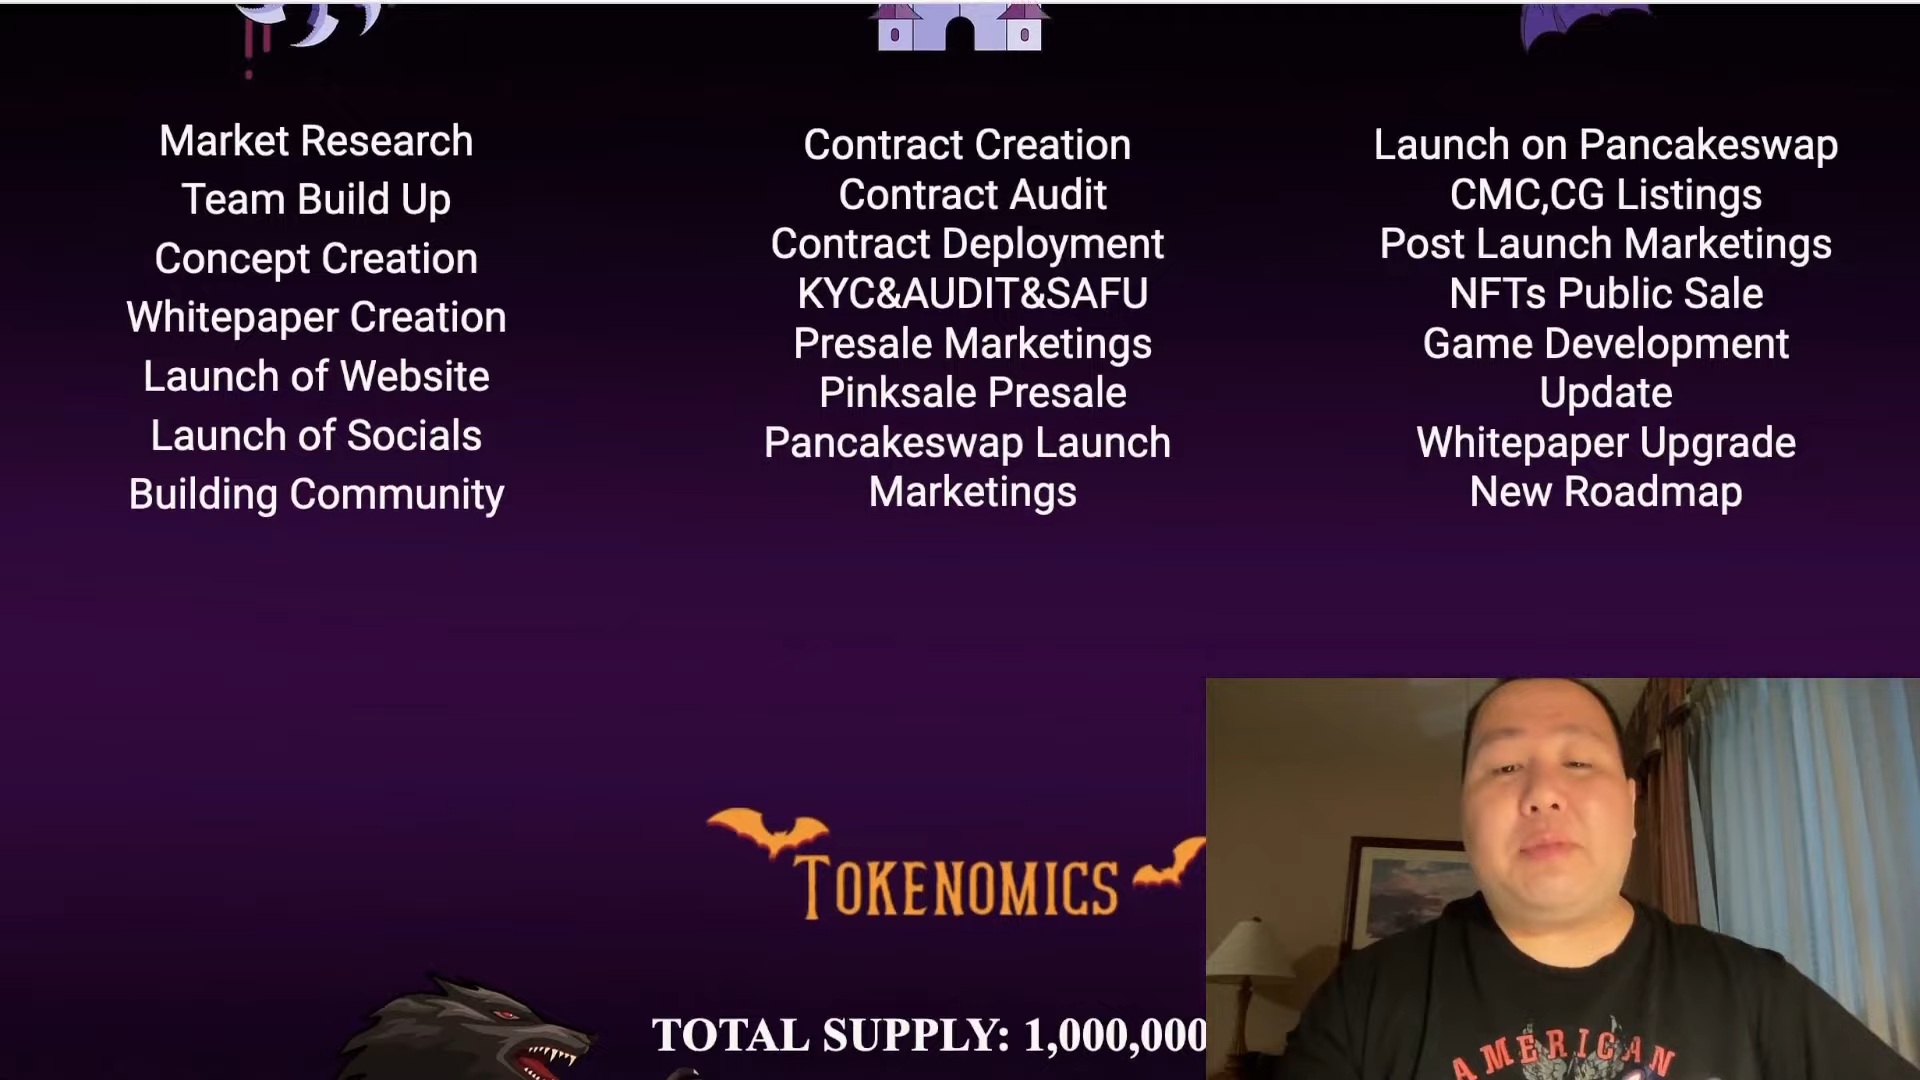 Market Research
Team Build Up
Concept Creation
Whitepaper Creation
Launch of Website
Launch of Socials
Building Community
Contract Creation
Contract Audit
Contract Deployment
KYC&AUDIT&SAFU
Presale Marketings
Pinksale Presale
Pancakeswap Launch
Marketings
Launch on Pancakeswap
CMC,CG Listings
Post Launch Marketings
NFTs Public Sale
Game Development
Update
Whitepaper Upgrade
New Roadmap
TOKENOMICS
TOTAL SUPPLY: 1,000,000
AMERICAN